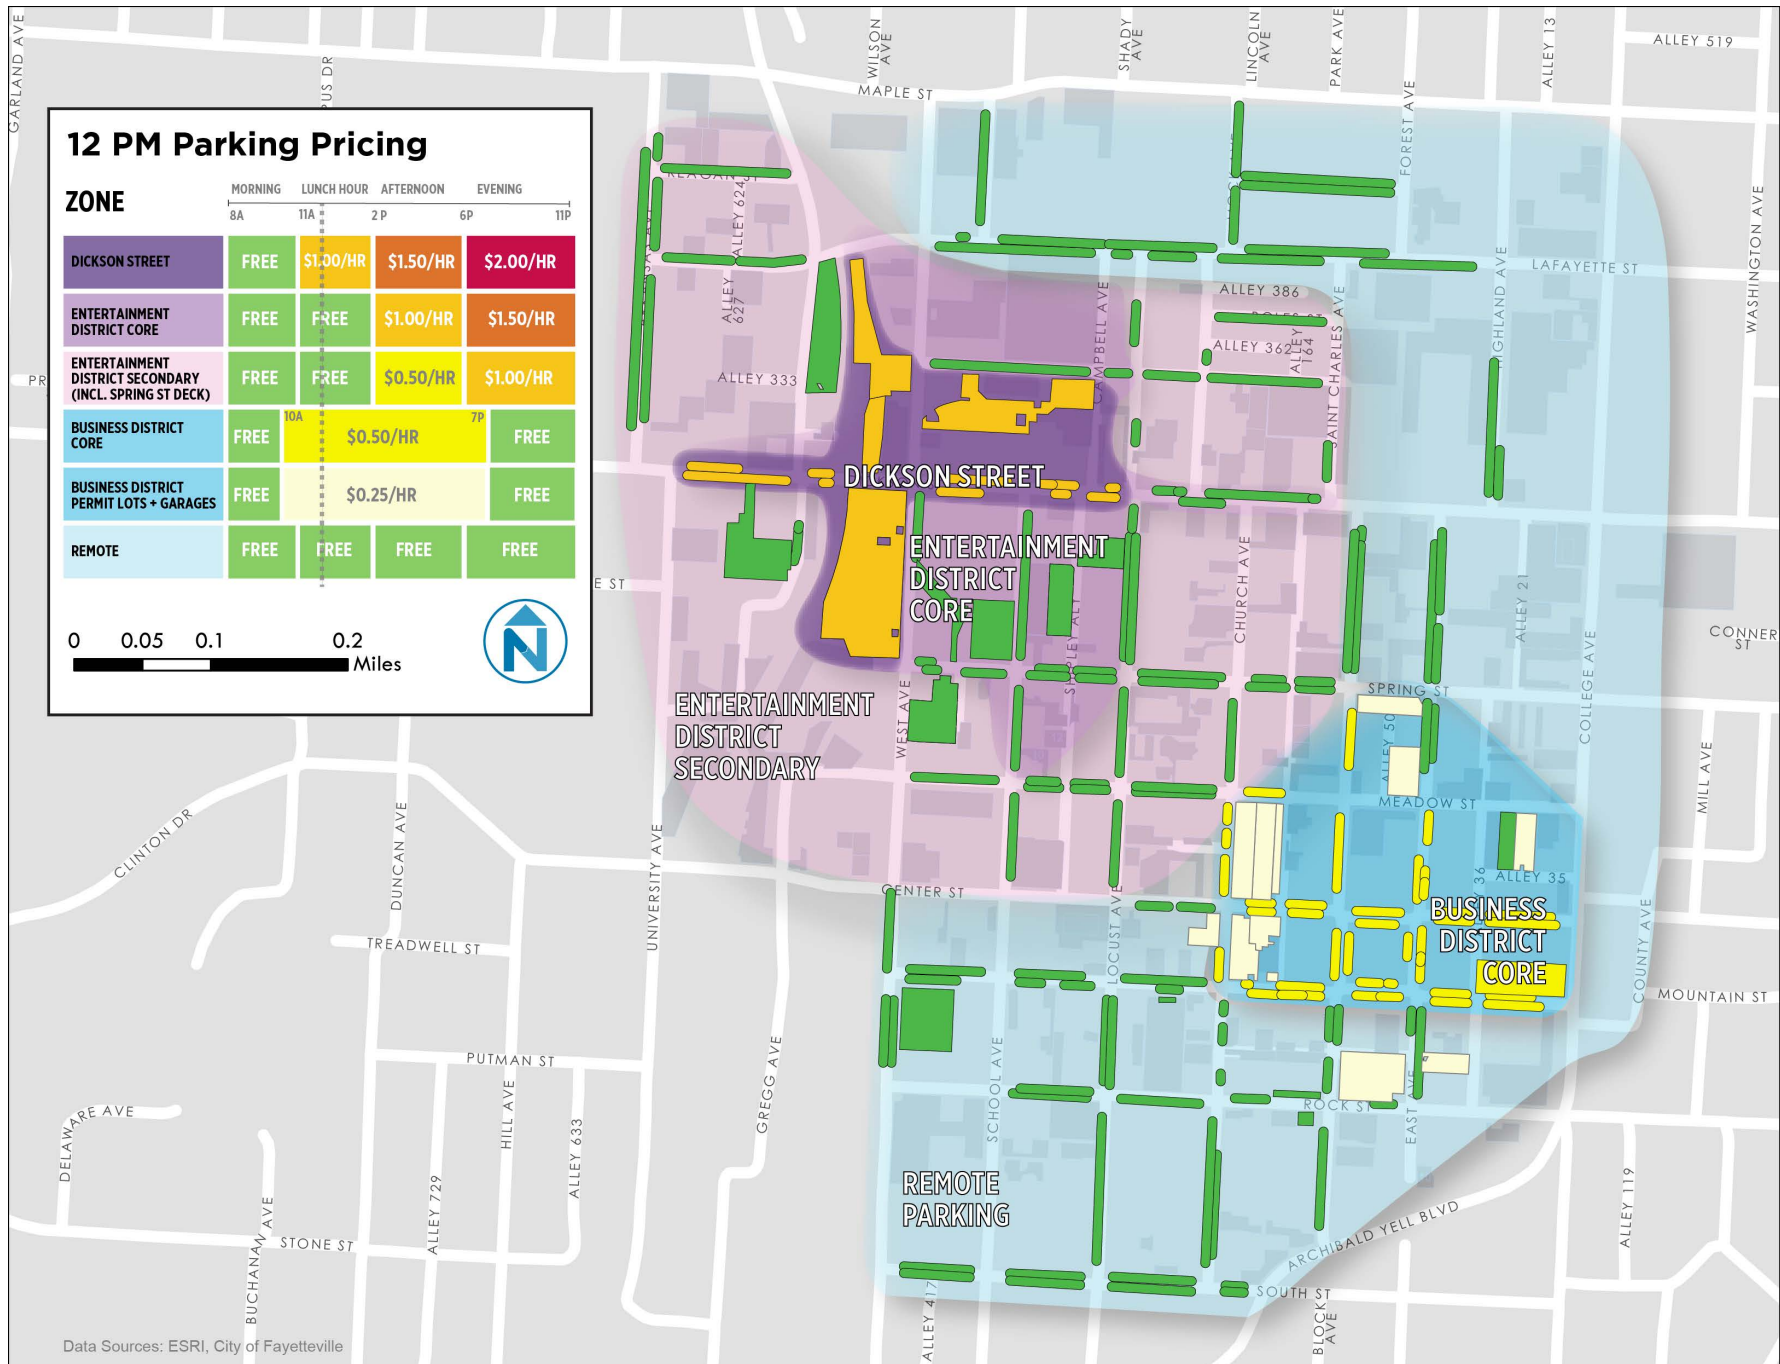 12 PM Parking Pricing
ZONE
MORNING LUNCH HOUR AFTERNOON EVENING
8A 11A 2 P 6P 11P
DICKSON STREET FREE $1.00/HR $1.50/HR $2.00/HR
ENTERTAINMENT
DISTRICT CORE
FREE FREE $1.00/HR $1.50/HR
ENTERTAINMENT
DISTRICT SECONDARY
(INCL. SPRING ST DECK)
FREE FREE $0.50/HR $1.00/HR
BUSINESS DISTRICT
CORE
FREE 10A $0.50/HR 7P FREE
BUSINESS DISTRICT
PERMIT LOTS + GARAGES
FREE $0.25/HR FREE
REMOTE FREE FREE FREE FREE
N
0 0.05 0.1 0.2
Miles
GARLAND AVE
US DR
WILSON
AVE
SHADY
AVE
LINCOLN
AVE
PARK AVE
ALLEY 13
ALLEY 519
MAPLE ST
FOREST AVE
WASHINGTON AVE
ALLEY 624
ALLEY
627
LAFAYETTE ST
HIGHLAND AVE
ALLEY 386
ALLEY 362
ALLEY
164
CAMPBELL AVE
SAINT CHARLES AVE
ALLEY 333
PR
DICKSON STREET
ENTERTAINMENT
DISTRICT
CORE
E ST
CHURCH AVE
SHIPLEY ALY
ALLEY 21
CONNER
ST
COLLEGE AVE
SPRING ST
ENTERTAINMENT
DISTRICT
SECONDARY
WEST AVE
ALLEY 50
MILL AVE
MEADOW ST
CLINTON DR
DUNCAN AVE
UNIVERSITY AVE
CENTER ST
ALLEY 35
36
BUSINESS
DISTRICT
CORE
LOCUST AVE
TREADWELL ST
COUNTY AVE
MOUNTAIN ST
PUTMAN ST
HILL AVE
GREGG AVE
SCHOOL AVE
ROCK ST
EAST AVE
DELAWARE AVE
ALLEY 633
ALLEY 729
REMOTE
PARKING
ALLEY 119
ARCHIBALD YELL BLVD
STONE ST
BUCHANAN AVE
SOUTH ST
ALLEY 417
BLOCK
AVE
Data Sources: ESRI, City of Fayetteville